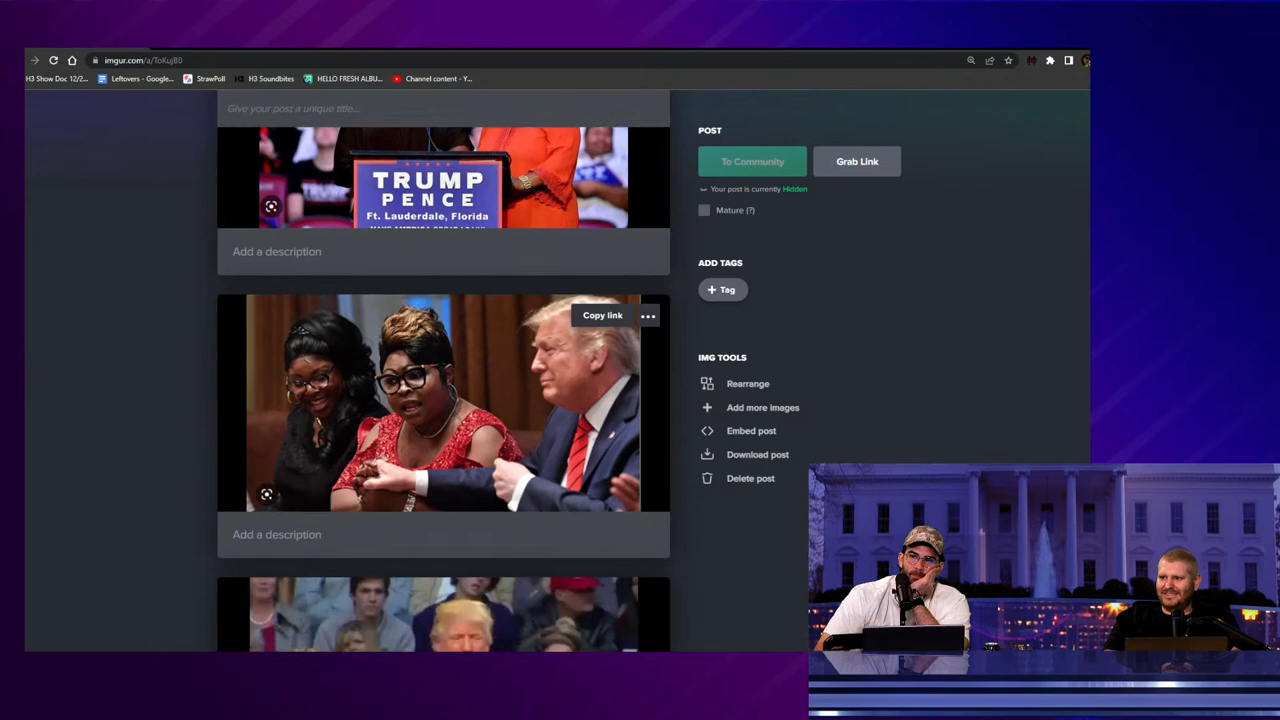 imgur.com/a/ToKuj80
H3 Show Doc 12/2...
Leftovers - Google...
StrawPoll
H3 Soundbites
HELLO FRESH ALBU...
Channel content - Y...
Give your post a unique title...
TRUMP
PENCE
Ft. Lauderdale, Florida
Add a description
Copy link
Add a description
POST
To Community
Grab Link
Your post is currently Hidden
Mature (?)
ADD TAGS
+ Tag
IMG TOOLS
Rearrange
Add more images
Embed post
Download post
Delete post